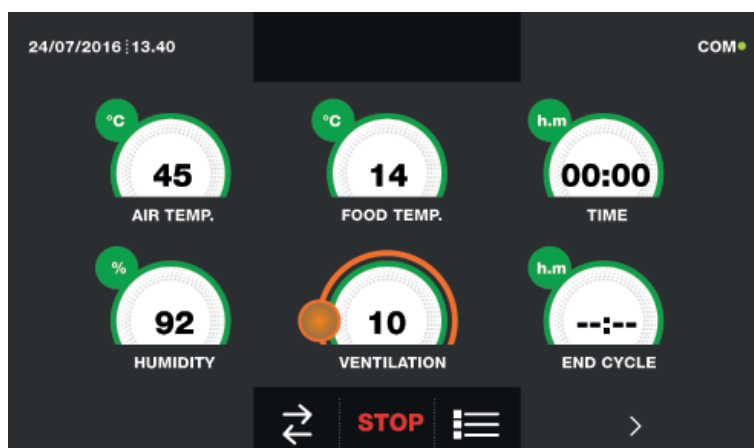 24/07/2016 13.40
COM
°C °C h.m
45 14 00:00
AIR TEMP. FOOD TEMP. TIME
% h.m
92 10 --:--
HUMIDITY VENTILATION END CYCLE
STOP